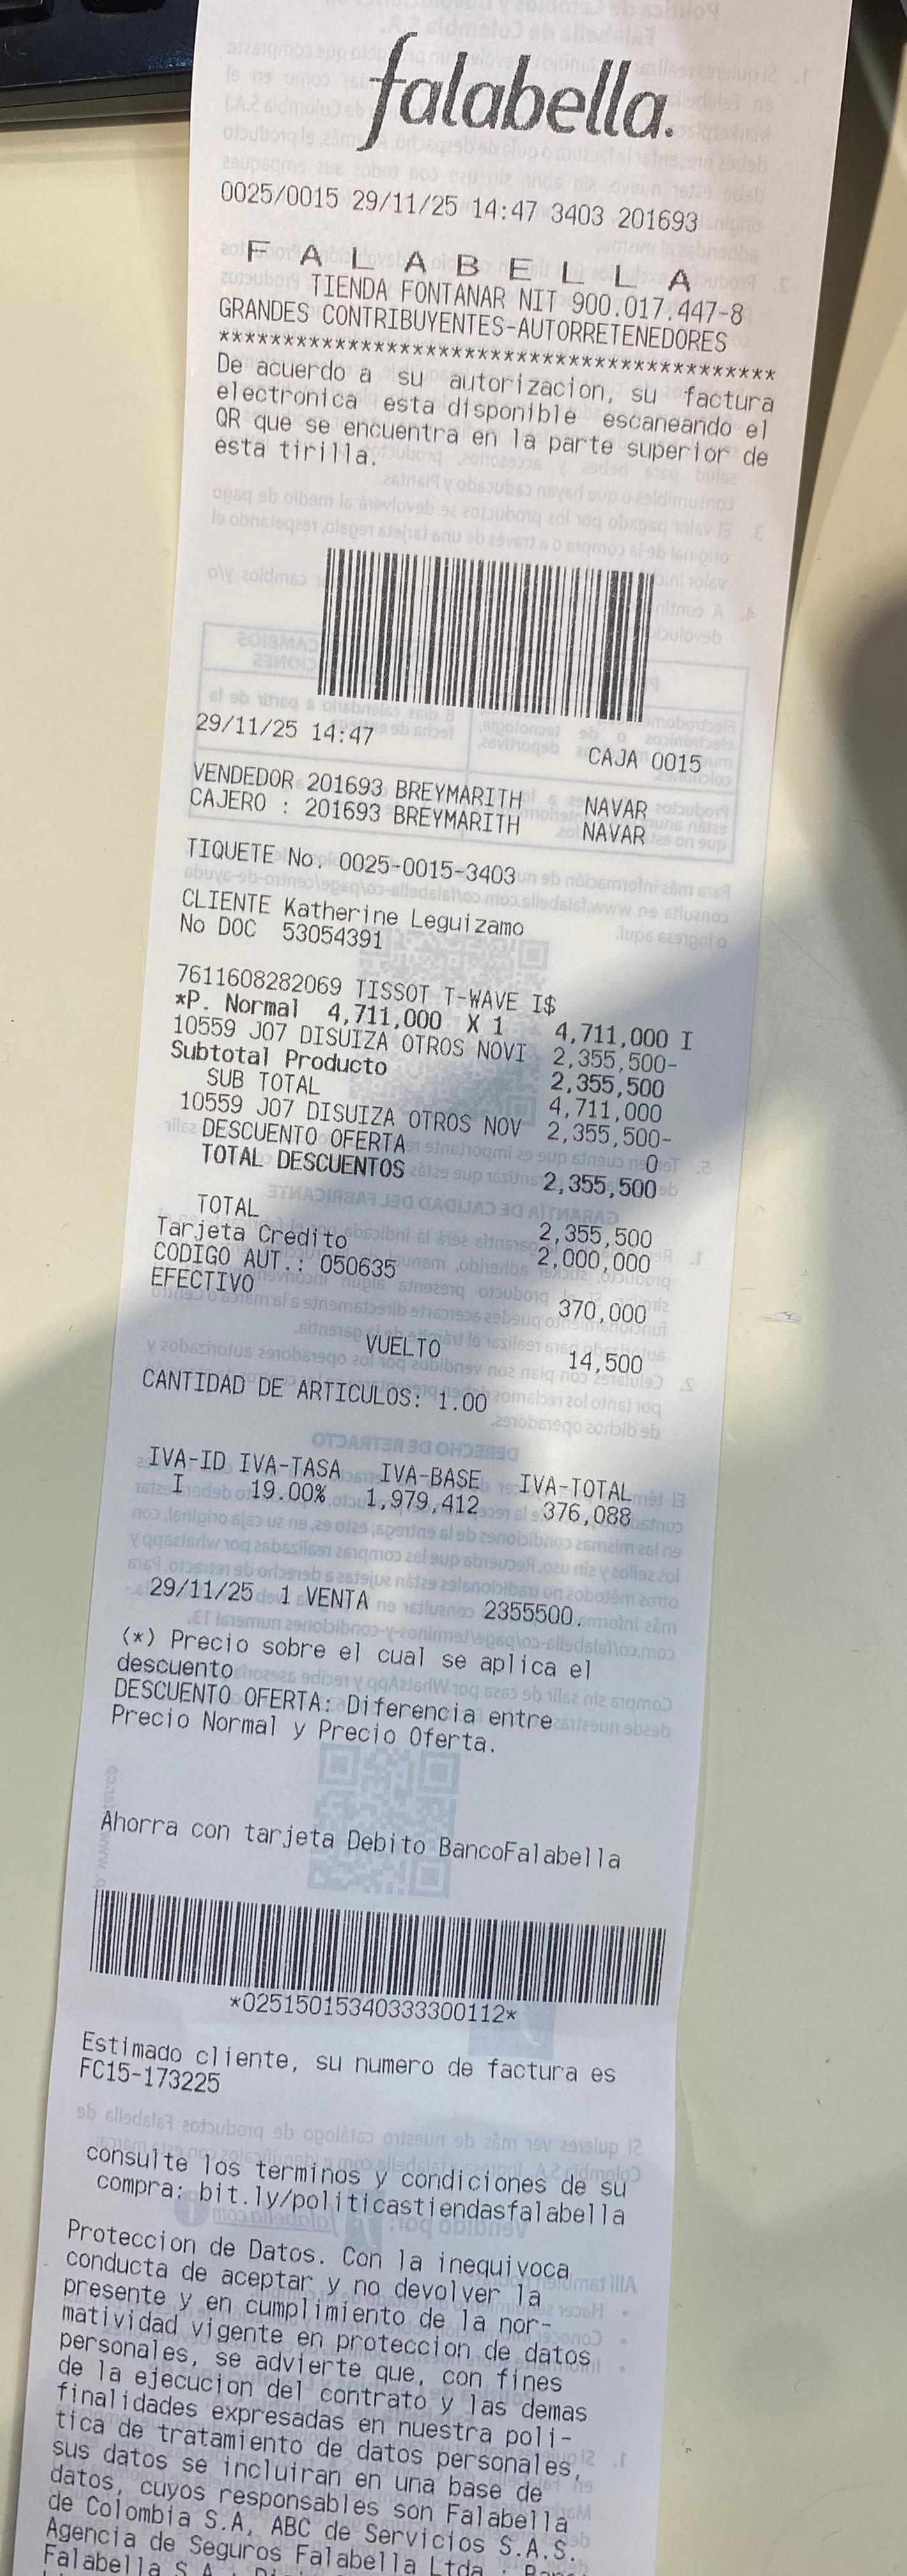 falabella.
0025/0015 29/11/25 14:47 3403 201693
F A L A B E L L A
TIENDA FONTANAR NIT 900.017.447-8
GRANDES CONTRIBUYENTES-AUTORRETENEDORES
*******************************************
De acuerdo a su autorizacion, su factura
electronica esta disponible escaneando el
QR que se encuentra en la parte superior de
esta tirilla.
29/11/25 14:47 CAJA 0015
VENDEDOR 201693 BREYMARITH NAVAR
CAJERO : 201693 BREYMARITH NAVAR
TIQUETE No. 0025-0015-3403
CLIENTE Katherine Leguizamo
No DOC 53054391
7611608282069 TISSOT T-WAVE I$
*P. Normal 4,711,000 X 1 4,711,000 I
10559 J07 DISUIZA OTROS NOVI 2,355,500-
Subtotal Producto 2,355,500
SUB TOTAL 4,711,000
10559 J07 DISUIZA OTROS NOV 2,355,500-
DESCUENTO OFERTA 0
TOTAL DESCUENTOS 2,355,500
TOTAL 2,355,500
Tarjeta Credito 2,000,000
CODIGO AUT.: 050635
EFECTIVO 370,000
VUELTO 14,500
CANTIDAD DE ARTICULOS: 1.00
IVA-ID IVA-TASA IVA-BASE IVA-TOTAL
I 19.00% 1,979,412 376,088
29/11/25 1 VENTA 2355500.
(*) Precio sobre el cual se aplica el
descuento
DESCUENTO OFERTA: Diferencia entre
Precio Normal y Precio Oferta.
Ahorra con tarjeta Debito BancoFalabella
*02515015340333300112*
Estimado cliente, su numero de factura es
FC15-173225
consulte los terminos y condiciones de su
compra: bit.ly/politicastiendasfalabella
Proteccion de Datos. Con la inequivoca
conducta de aceptar y no devolver la
presente y en cumplimiento de la nor-
matividad vigente en proteccion de datos
personales, se advierte que, con fines
de la ejecucion del contrato y las demas
finalidades expresadas en nuestra poli-
tica de tratamiento de datos personales,
sus datos se incluiran en una base de
datos, cuyos responsables son Falabella
de Colombia S.A, ABC de Servicios S.A.S.
Agencia de Seguros Falabella Ltda
Falabella S.A.